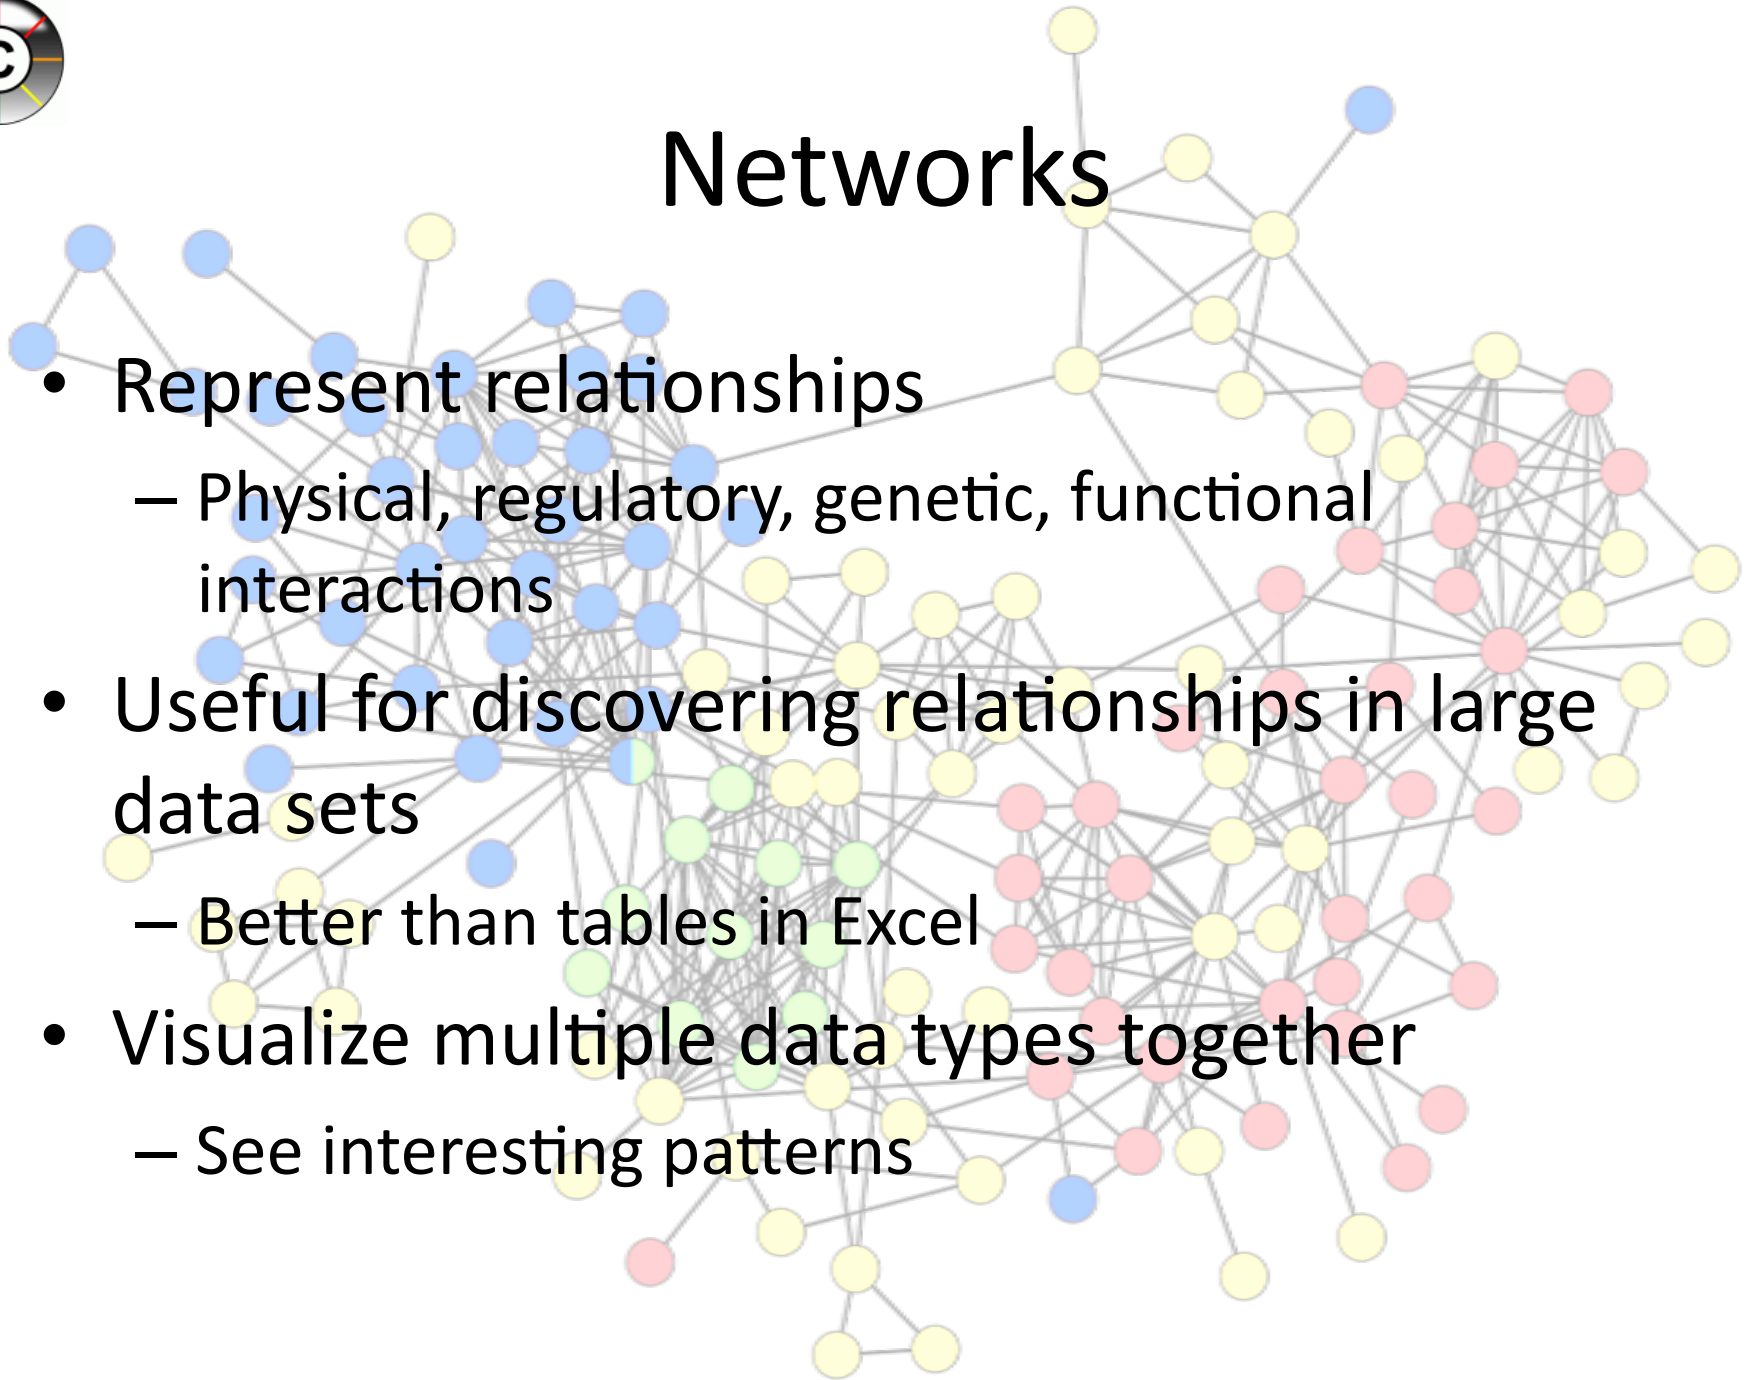 C
Networks
• Represent relationships
– Physical, regulatory, genetic, functional
interactions
• Useful for discovering relationships in large
data sets
– Better than tables in Excel
• Visualize multiple data types together
– See interesting patterns